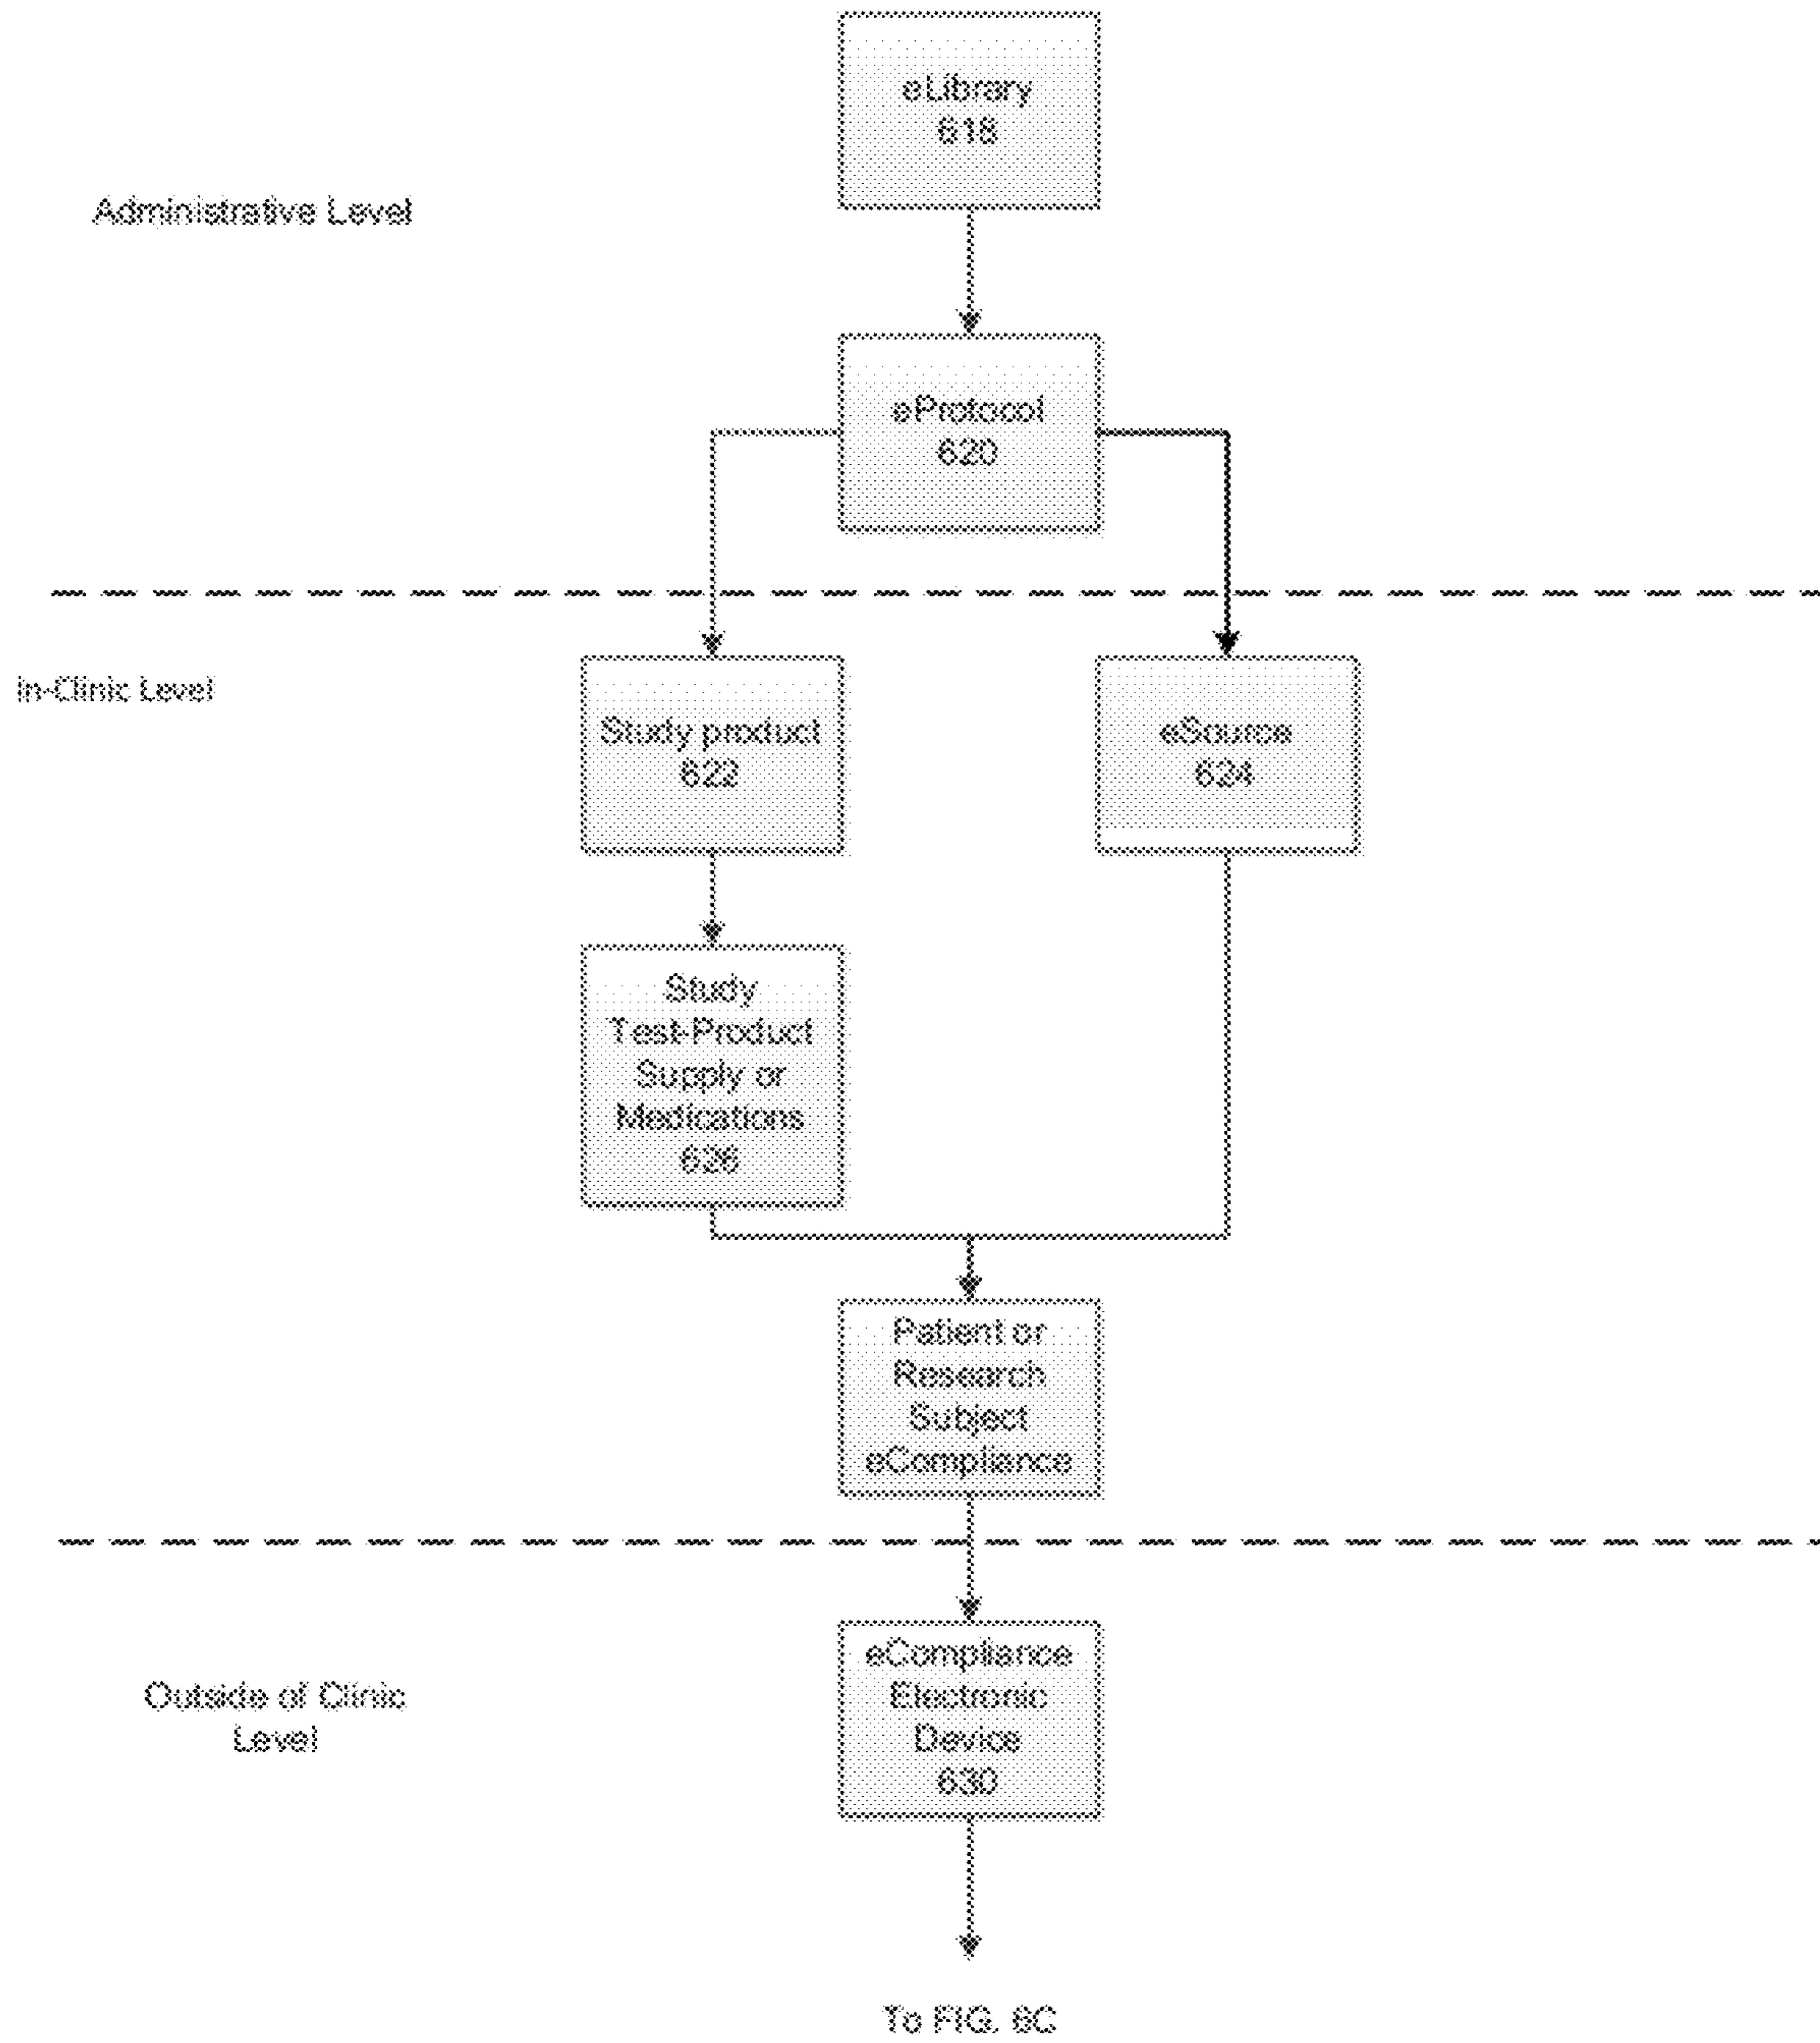 eLibrary
618
Administrative Level
eProtocol
620
In-Clinic Level
Study product
622
eSource
624
Study
Test-Product
Supply or
Medications
626
Patient or
Research
Subject
eCompliance
eCompliance
Electronic
Device
630
Outside of Clinic
Level
To FIG. 6C